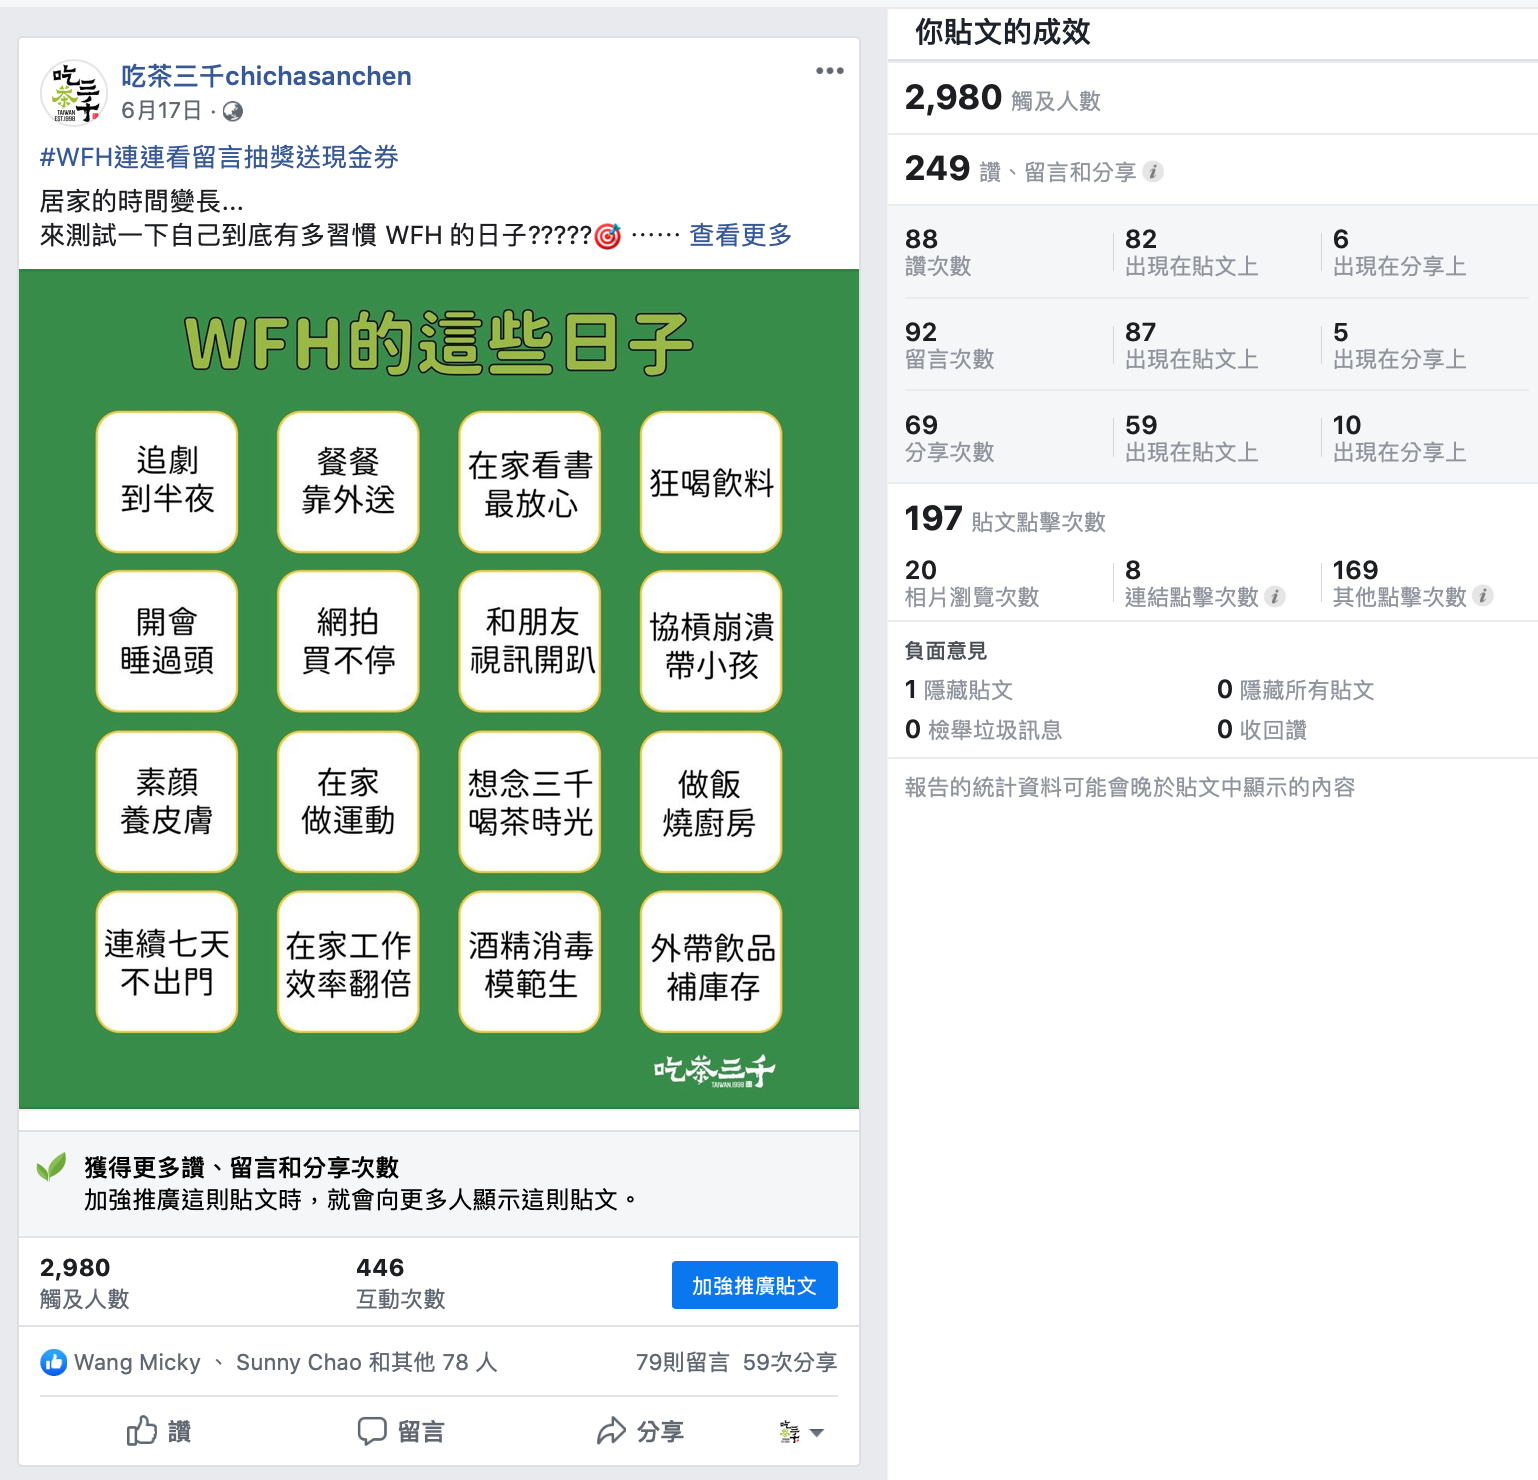 吃茶三千chichasanchen
6月17日 ·
#WFH連連看留言抽獎送現金券
居家的時間變長...
來測試一下自己到底有多習慣 WFH 的日子?????🎯 …… 查看更多
WFH的這些日子
追劇
到半夜
餐餐
靠外送
在家看書
最放心
狂喝飲料
開會
睡過頭
網拍
買不停
和朋友
視訊開趴
協槓崩潰
帶小孩
素顏
養皮膚
在家
做運動
想念三千
喝茶時光
做飯
燒廚房
連續七天
不出門
在家工作
效率翻倍
酒精消毒
模範生
外帶飲品
補庫存
吃茶三千
TAIWAN.1998
獲得更多讚、留言和分享次數
加強推廣這則貼文時，就會向更多人顯示這則貼文。
2,980
觸及人數
446
互動次數
加強推廣貼文
Wang Micky 、 Sunny Chao 和其他 78 人
79則留言 59次分享
讚
留言
分享
你貼文的成效
2,980 觸及人數
249 讚、留言和分享
88
讚次數
82
出現在貼文上
6
出現在分享上
92
留言次數
87
出現在貼文上
5
出現在分享上
69
分享次數
59
出現在貼文上
10
出現在分享上
197 貼文點擊次數
20
相片瀏覽次數
8
連結點擊次數
169
其他點擊次數
負面意見
1 隱藏貼文
0 隱藏所有貼文
0 檢舉垃圾訊息
0 收回讚
報告的統計資料可能會晚於貼文中顯示的內容
吃茶三千
TAIWAN
EST.1998